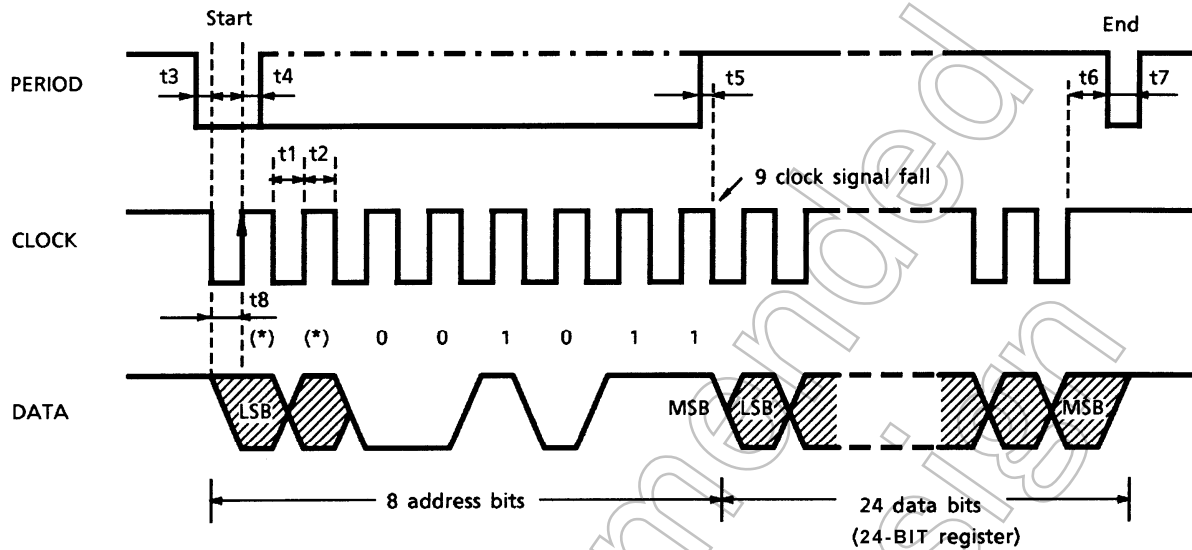 Start
End
PERIOD
t3
t4
t5
t6
t7
t1
t2
9 clock signal fall
CLOCK
t8
(*) (*) 0 0 1 0 1 1
DATA
LSB
MSB
LSB
MSB
8 address bits
24 data bits
(24-BIT register)